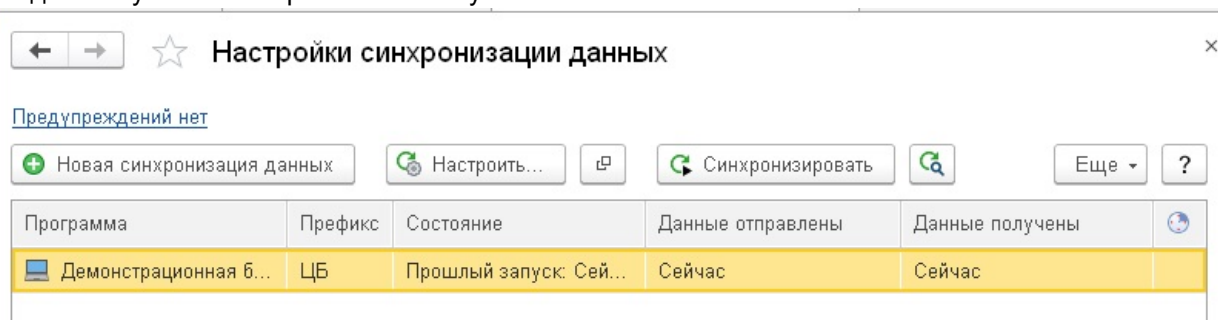 Настройки синхронизации данных
Предупреждений нет
Новая синхронизация данных Настроить... Синхронизировать Еще ?
Программа Префикс Состояние Данные отправлены Данные получены
Демонстрационная б... ЦБ Прошлый запуск: Сей... Сейчас Сейчас